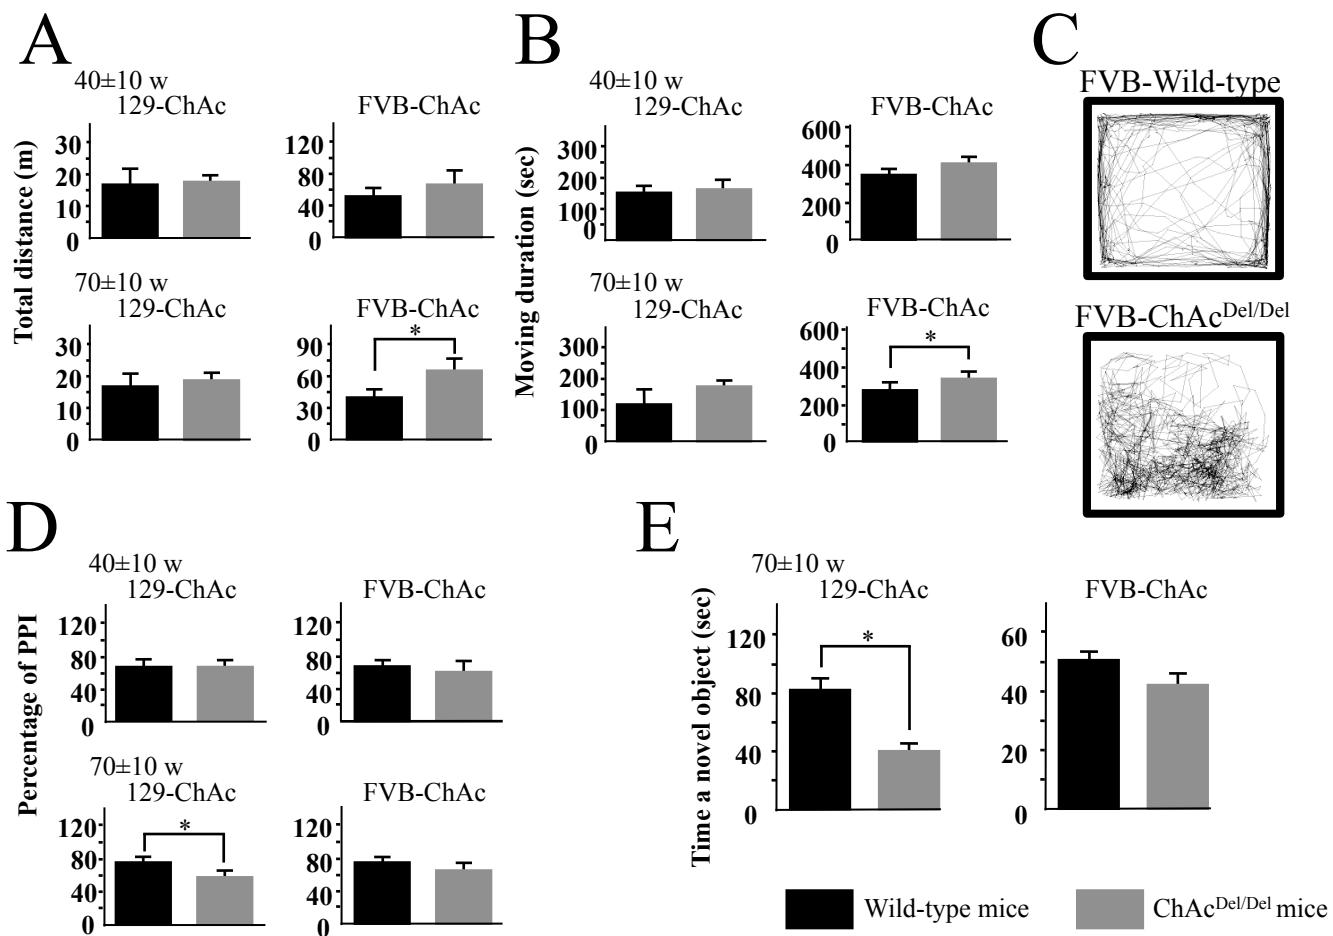 A
40±10 w
129-ChAc
FVB-ChAc
Total distance (m)
30
20
10
0
120
80
40
0
70±10 w
129-ChAc
FVB-ChAc
30
20
10
0
90
60
30
0
*
B
40±10 w
129-ChAc
FVB-ChAc
Moving duration (sec)
300
200
100
0
600
400
200
0
70±10 w
129-ChAc
FVB-ChAc
300
200
100
0
600
400
200
0
*
C
FVB-Wild-type
FVB-ChAcDel/Del
D
40±10 w
129-ChAc
FVB-ChAc
Percentage of PPI
120
80
40
0
120
80
40
0
70±10 w
129-ChAc
FVB-ChAc
120
80
40
0
*
120
80
40
0
E
70±10 w
129-ChAc
FVB-ChAc
Time a novel object (sec)
120
80
40
0
*
60
40
20
0
Wild-type mice
ChAcDel/Del mice